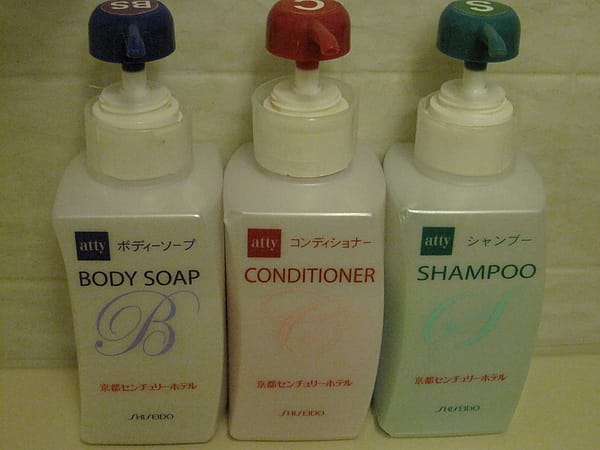 BS
atty ボディーソープ
BODY SOAP
B
京都センチュリーホテル
SHISEIDO
C
atty コンディショナー
CONDITIONER
C
京都センチュリーホテル
SHISEIDO
S
atty シャンプー
SHAMPOO
S
京都センチュリーホテル
SHISEIDO